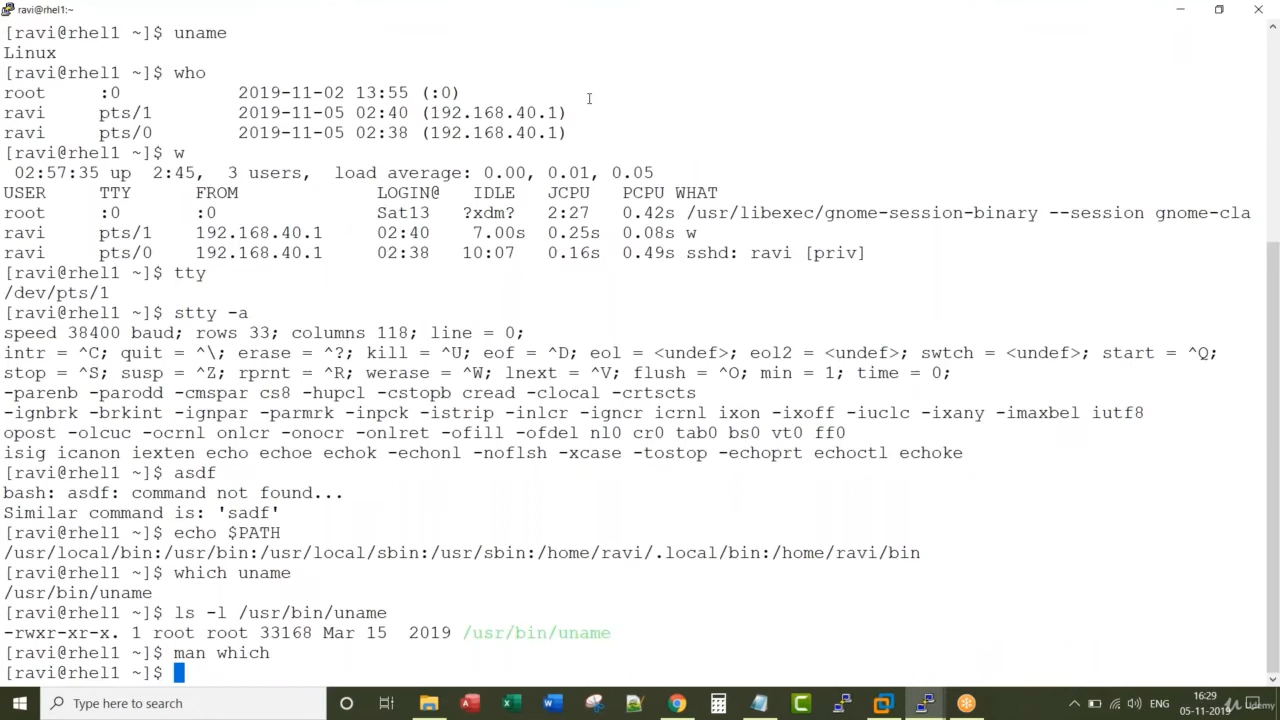 ravi@rhel1:~
[ravi@rhel1 ~]$ uname
Linux
[ravi@rhel1 ~]$ who
root     :0           2019-11-02 13:55 (:0)
ravi     pts/1        2019-11-05 02:40 (192.168.40.1)
ravi     pts/0        2019-11-05 02:38 (192.168.40.1)
[ravi@rhel1 ~]$ w
 02:57:35 up  2:45,  3 users,  load average: 0.00, 0.01, 0.05
USER     TTY      FROM             LOGIN@   IDLE   JCPU   PCPU WHAT
root     :0       :0               Sat13   ?xdm?   2:27   0.42s /usr/libexec/gnome-session-binary --session gnome-cla
ravi     pts/1    192.168.40.1     02:40    7.00s  0.25s  0.08s w
ravi     pts/0    192.168.40.1     02:38   10:07   0.16s  0.49s sshd: ravi [priv]
[ravi@rhel1 ~]$ tty
/dev/pts/1
[ravi@rhel1 ~]$ stty -a
speed 38400 baud; rows 33; columns 118; line = 0;
intr = ^C; quit = ^\; erase = ^?; kill = ^U; eof = ^D; eol = <undef>; eol2 = <undef>; swtch = <undef>; start = ^Q;
stop = ^S; susp = ^Z; rprnt = ^R; werase = ^W; lnext = ^V; flush = ^O; min = 1; time = 0;
-parenb -parodd -cmspar cs8 -hupcl -cstopb cread -clocal -crtscts
-ignbrk -brkint -ignpar -parmrk -inpck -istrip -inlcr -igncr icrnl ixon -ixoff -iuclc -ixany -imaxbel iutf8
opost -olcuc -ocrnl onlcr -onocr -onlret -ofill -ofdel nl0 cr0 tab0 bs0 vt0 ff0
isig icanon iexten echo echoe echok -echonl -noflsh -xcase -tostop -echoprt echoctl echoke
[ravi@rhel1 ~]$ asdf
bash: asdf: command not found...
Similar command is: 'sadf'
[ravi@rhel1 ~]$ echo $PATH
/usr/local/bin:/usr/bin:/usr/local/sbin:/usr/sbin:/home/ravi/.local/bin:/home/ravi/bin
[ravi@rhel1 ~]$ which uname
/usr/bin/uname
[ravi@rhel1 ~]$ ls -l /usr/bin/uname
-rwxr-xr-x. 1 root root 33168 Mar 15  2019 /usr/bin/uname
[ravi@rhel1 ~]$ man which
[ravi@rhel1 ~]$
Type here to search
ENG
16:29
05-11-2019
Udemy